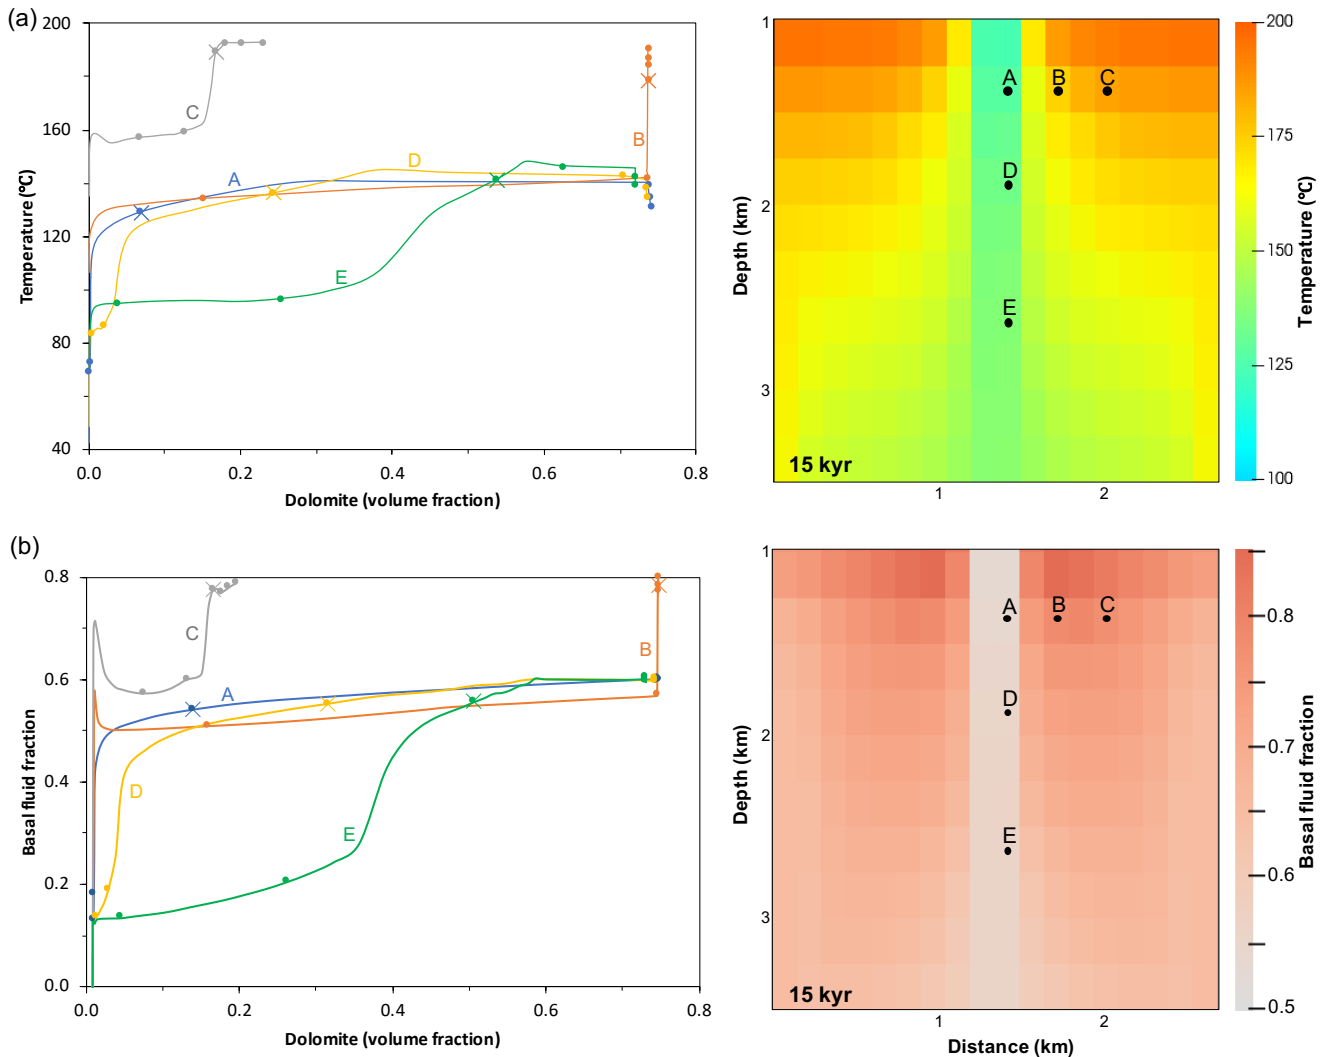 (a)
200
160
120
80
40
Temperature (°C)
0.0
0.2
0.4
0.6
0.8
Dolomite (volume fraction)
A
B
C
D
E
1
2
3
Depth (km)
A
B
C
D
E
15 kyr
1
2
200
175
150
125
100
Temperature (°C)
(b)
0.8
0.6
0.4
0.2
0.0
Basal fluid fraction
0.0
0.2
0.4
0.6
0.8
Dolomite (volume fraction)
A
B
C
D
E
1
2
3
Depth (km)
A
B
C
D
E
15 kyr
1
2
Distance (km)
0.8
0.7
0.6
0.5
Basal fluid fraction